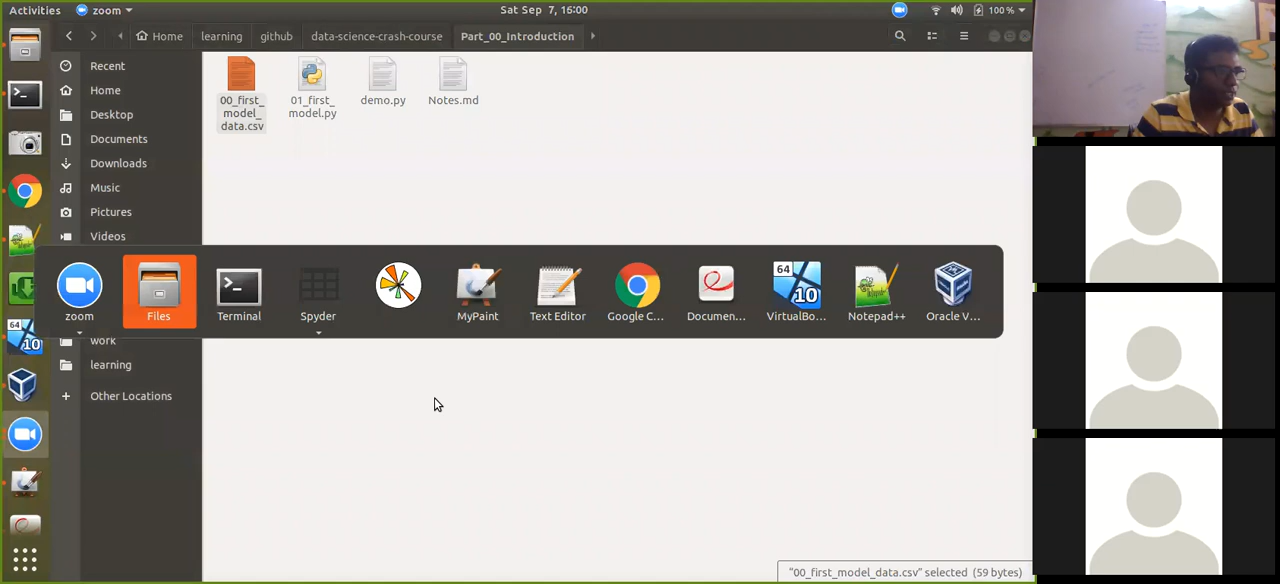 Activities zoom Sat Sep 7, 16:00 100 %
Home learning github data-science-crash-course Part_00_Introduction
Recent
Home
Desktop
Documents
Downloads
Music
Pictures
Videos
work
learning
Other Locations
00_first_
model_
data.csv
01_first_
model.py
demo.py
Notes.md
zoom
Files
Terminal
Spyder
MyPaint
Text Editor
Google C...
Documen...
64
10
VirtualBo...
Notepad++
Oracle V...
64
10
"00_first_model_data.csv" selected (59 bytes)